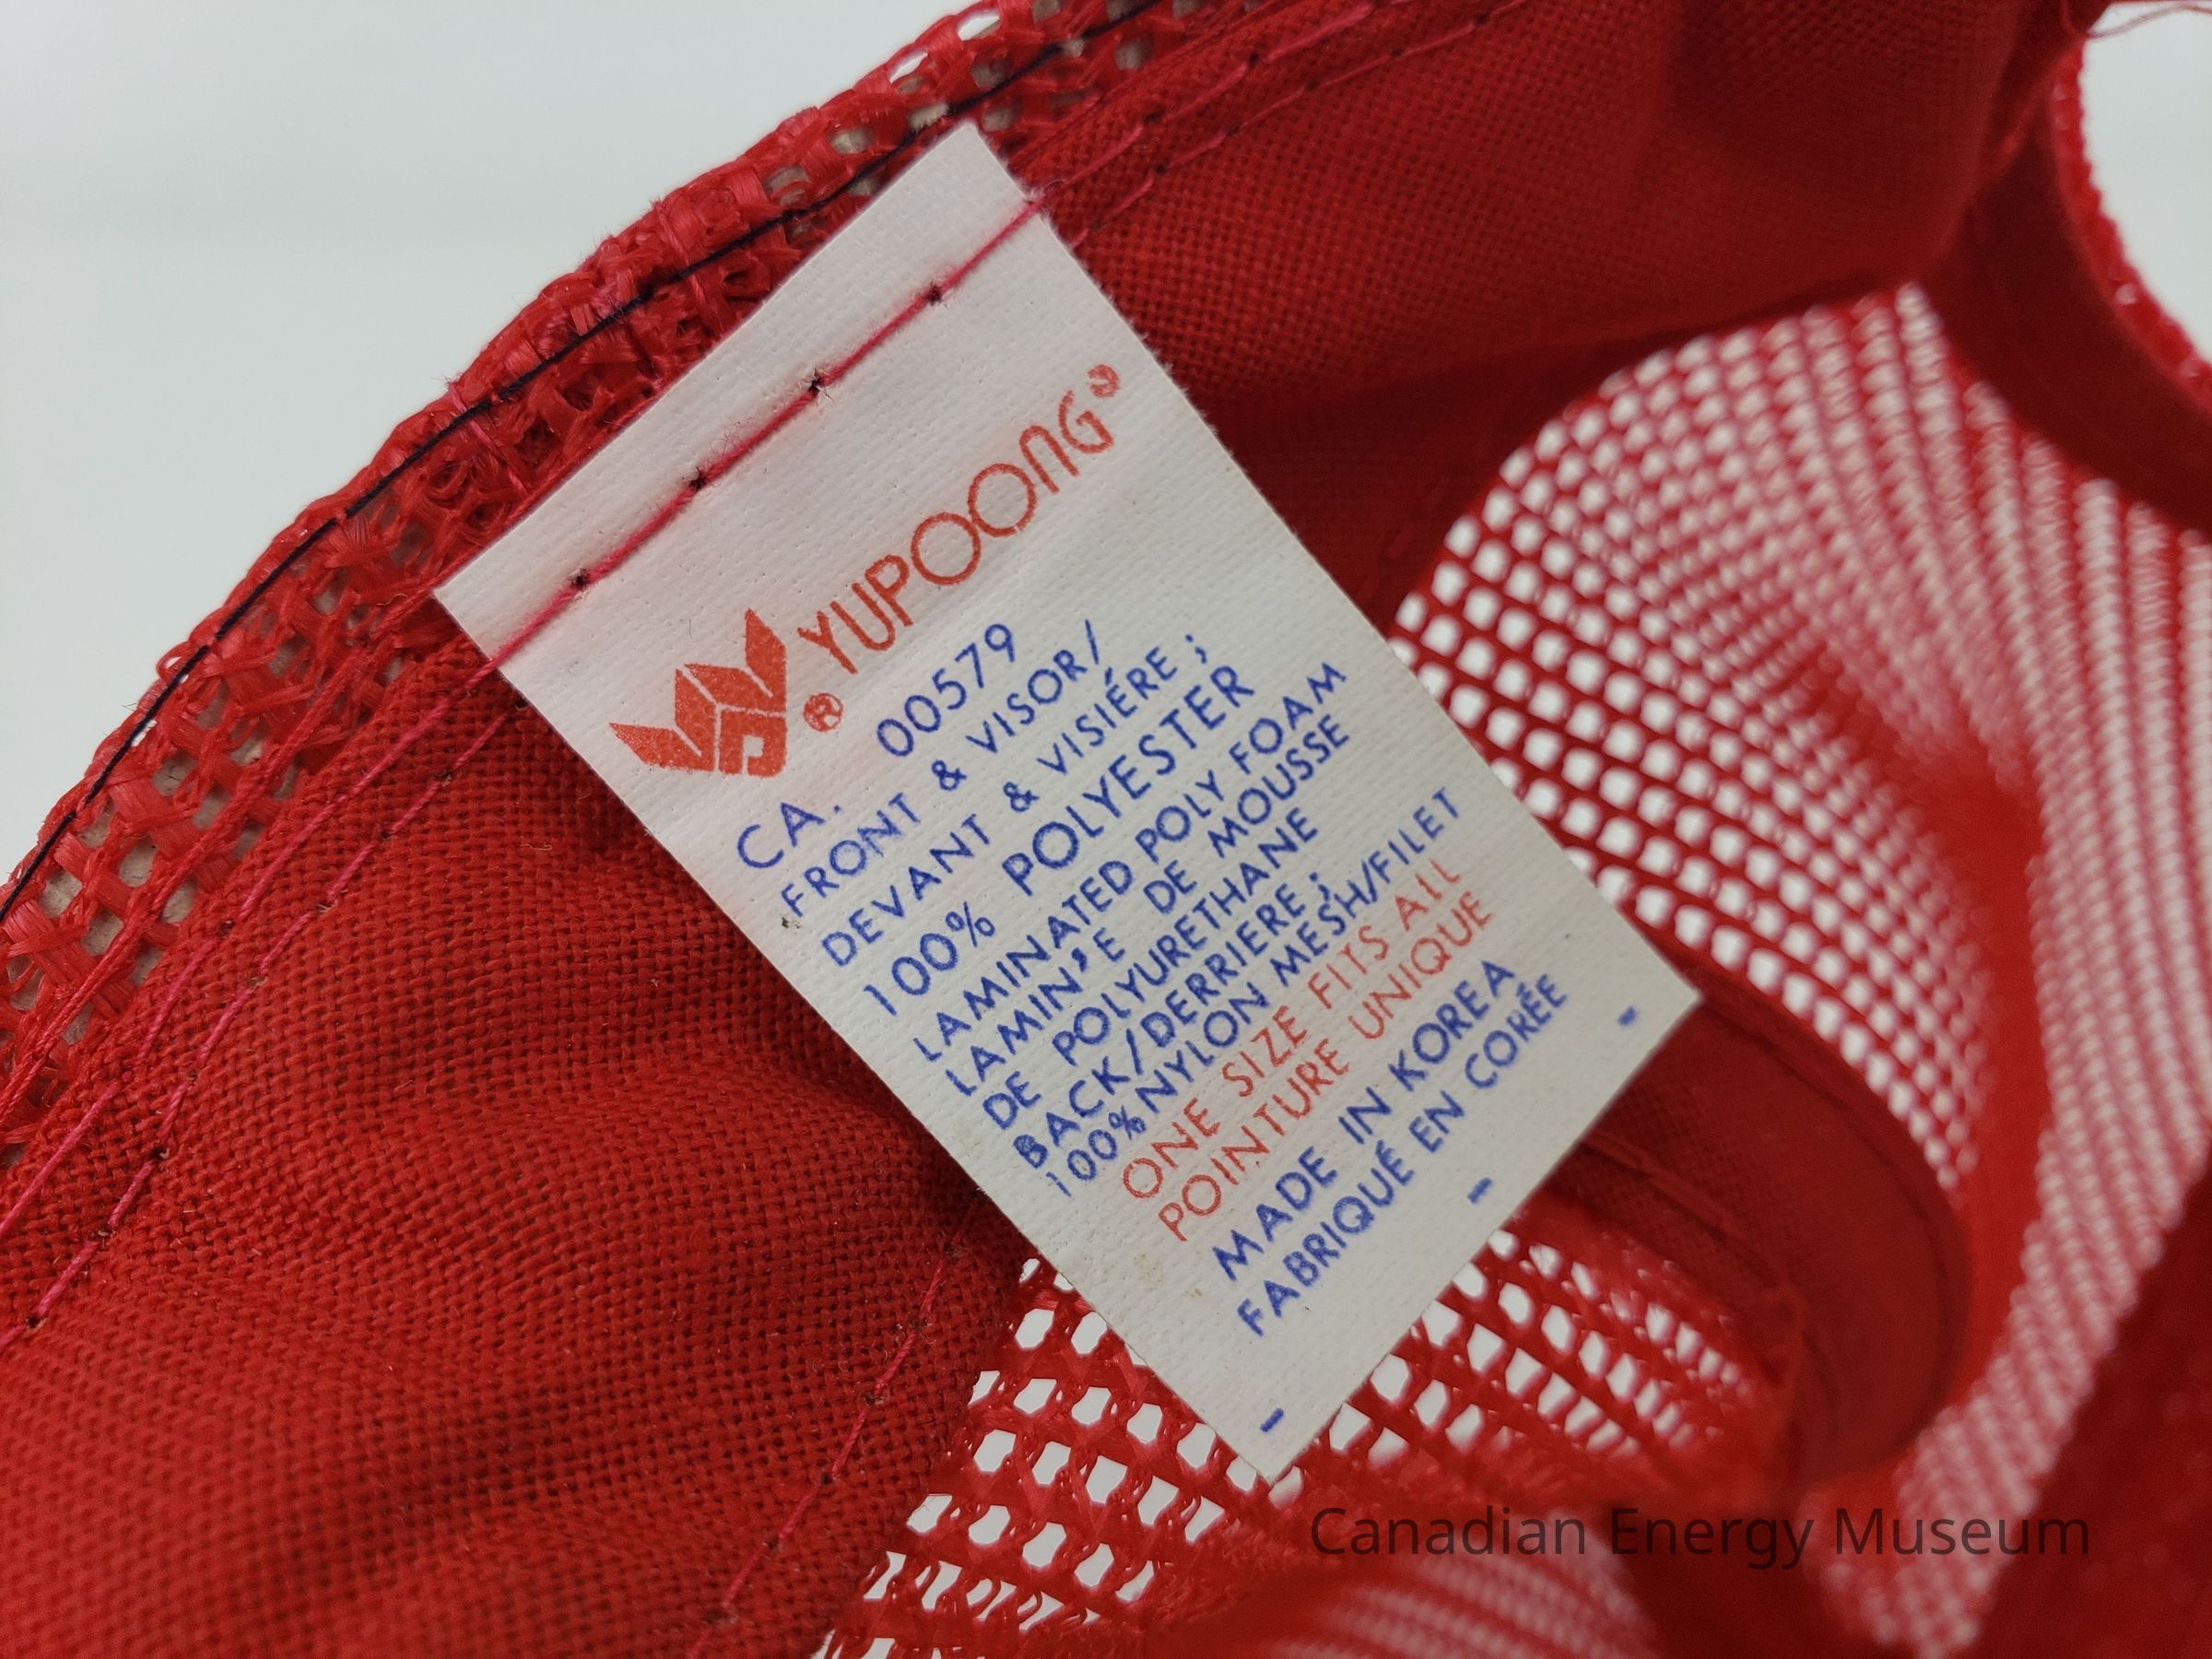 YUPOONG®
®
CA. 00579
FRONT & VISOR/
DEVANT & VISIÉRE ;
100% POLYESTER
LAMINATED POLY FOAM
LAMIN'E DE MOUSSE
DE POLYURETHANE
BACK/DERRIERE ;
100% NYLON MESH/FILET
ONE SIZE FITS ALL
POINTURE UNIQUE
MADE IN KOREA
FABRIQUÉ EN CORÉE
Canadian Energy Museum